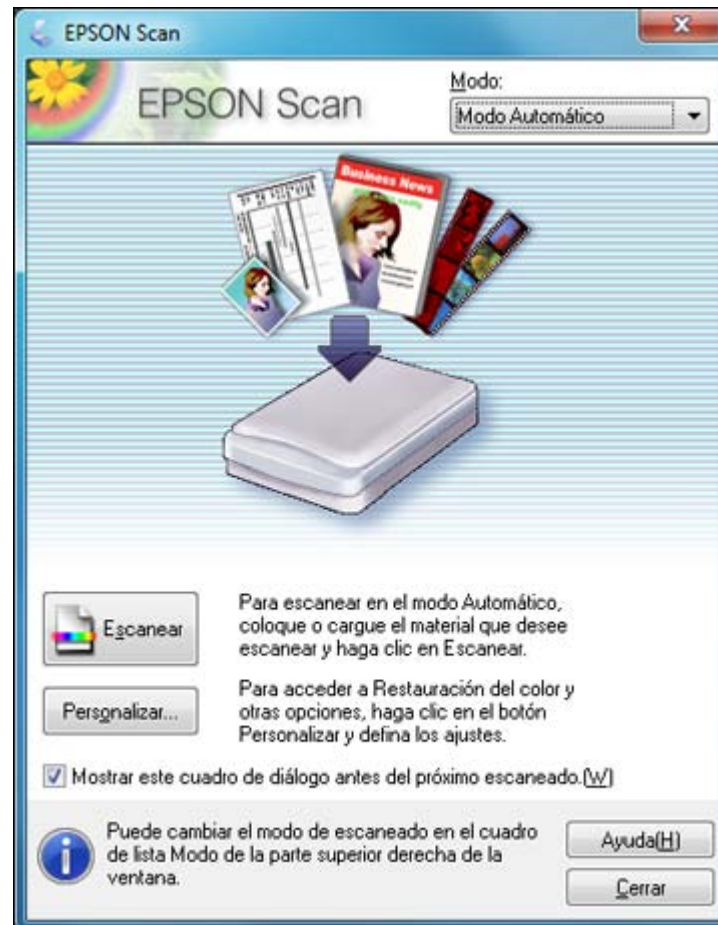 EPSON Scan
EPSON Scan
Modo:
Modo Automático
Business News
Escanear
Para escanear en el modo Automático,
coloque o cargue el material que desee
escanear y haga clic en Escanear.
Personalizar...
Para acceder a Restauración del color y
otras opciones, haga clic en el botón
Personalizar y defina los ajustes.
Mostrar este cuadro de diálogo antes del próximo escaneado.(W)
Puede cambiar el modo de escaneado en el cuadro
de lista Modo de la parte superior derecha de la
ventana.
Ayuda(H)
Cerrar